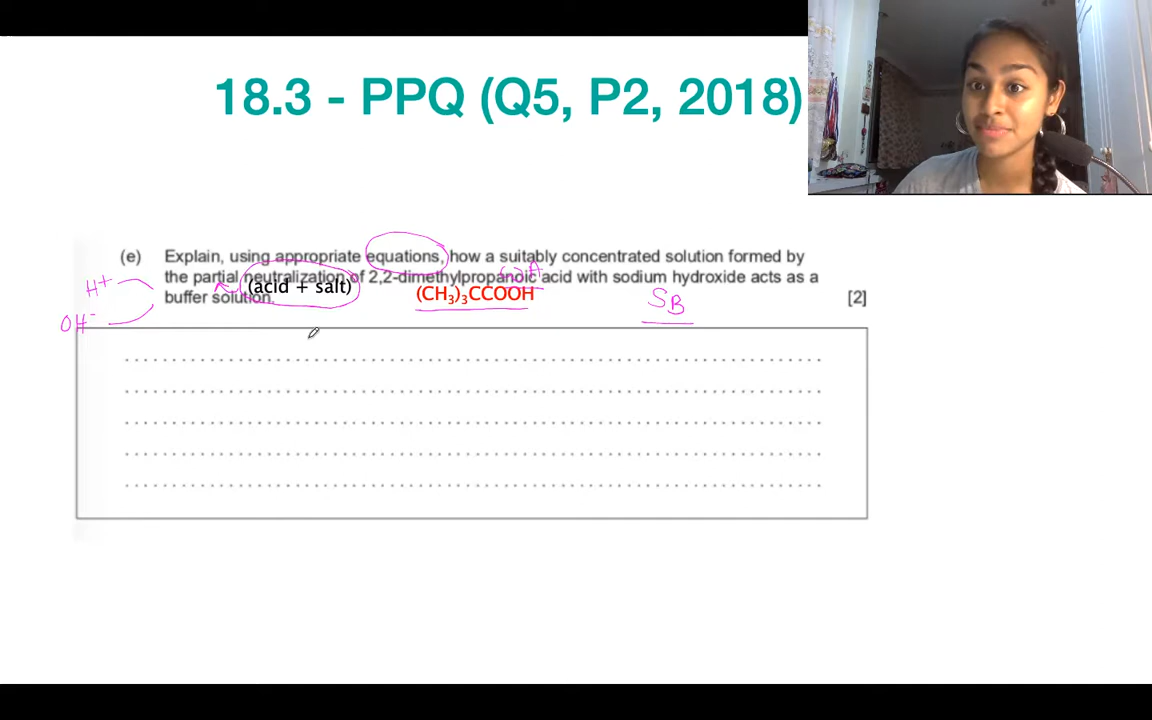 18.3 - PPQ (Q5, P2, 2018)
(e) Explain, using appropriate equations, how a suitably concentrated solution formed by
the partial neutralization of 2,2-dimethylpropanoic acid with sodium hydroxide acts as a
(acid + salt)
(CH₃)₃CCOOH
buffer solution.
[2]
H⁺
OH⁻
SB